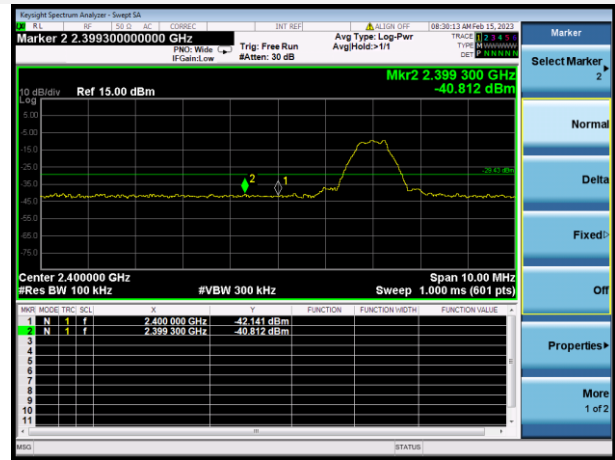 Keysight Spectrum Analyzer - Swept SA
RL RF 50 Ω AC CORREC INT REF ALIGN OFF 08:30:13 AM Feb 15, 2023
Marker 2 2.399300000000 GHz
PNO: Wide
IFGain:Low
Trig: Free Run
#Atten: 30 dB
Avg Type: Log-Pwr
Avg|Hold:>1/1
TRACE 1 2 3 4 5 6
TYPE M W W W W W
DET P N N N N N
Marker
Select Marker
2
Normal
Delta
Fixed
Off
Properties
More
1 of 2
Mkr2 2.399 300 GHz
-40.812 dBm
10 dB/div Ref 15.00 dBm
Log
5.00
-5.00
-15.0
-25.0
-35.0
-45.0
-55.0
-65.0
-75.0
2
1
-29.43 dBm
Center 2.400000 GHz Span 10.00 MHz
#Res BW 100 kHz #VBW 300 kHz Sweep 1.000 ms (601 pts)
MKR MODE TRC SCL X Y FUNCTION FUNCTION WIDTH FUNCTION VALUE
1 N 1 f 2.400 000 GHz -42.141 dBm
2 N 1 f 2.399 300 GHz -40.812 dBm
3
4
5
6
7
8
9
10
11
MSG STATUS